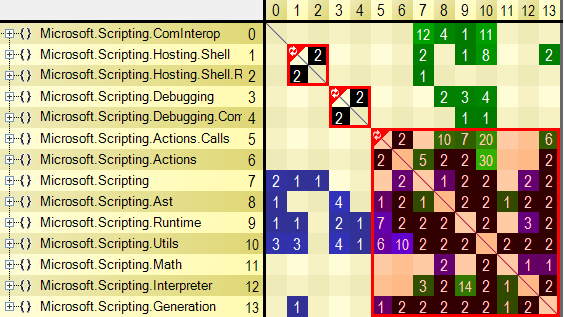 0 1 2 3 4 5 6 7 8 9 10 11 12 13
Microsoft.Scripting.ComInterop 0 12 4 1 11
Microsoft.Scripting.Hosting.Shell 1 2 2 1 8 2
Microsoft.Scripting.Hosting.Shell.R 2 2 1
Microsoft.Scripting.Debugging 3 2 2 3 4
Microsoft.Scripting.Debugging.Com 4 2 1 1
Microsoft.Scripting.Actions.Calls 5 2 10 7 20 6
Microsoft.Scripting.Actions 6 2 5 2 2 30 2
Microsoft.Scripting 7 2 1 1 2 1 2 2 1 2 2
Microsoft.Scripting.Ast 8 1 4 1 2 1 2 2 1 2 2
Microsoft.Scripting.Runtime 9 1 2 1 7 2 2 2 2 3 2
Microsoft.Scripting.Utils 10 3 3 4 1 6 10 2 2 2 2 2 2
Microsoft.Scripting.Math 11 2 2 1 1
Microsoft.Scripting.Interpreter 12 3 2 14 2 1 2
Microsoft.Scripting.Generation 13 1 1 2 2 2 2 2 1 2